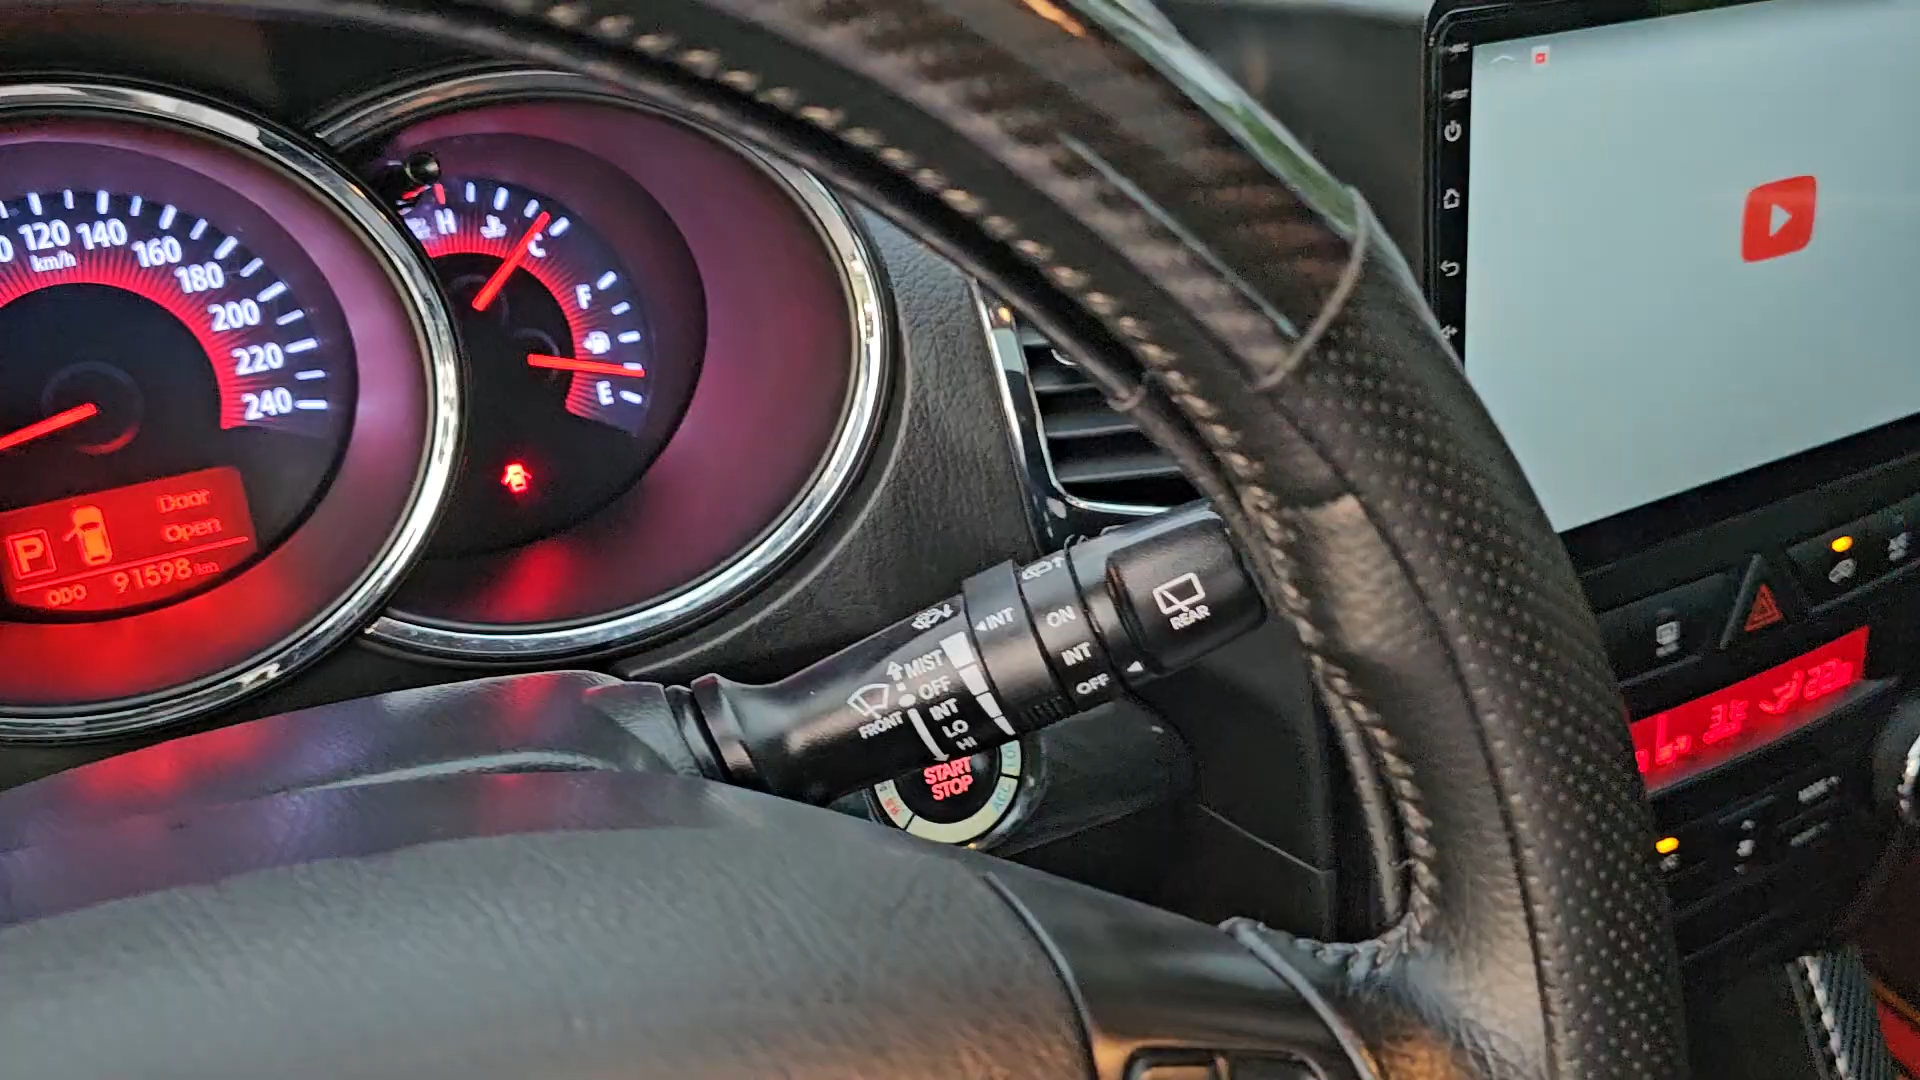 120
140
160
180
200
220
240
km/h
H
C
F
E
Door
Open
P
ODO 91598 km
MIST
OFF
INT
LO
HI
FRONT
INT
ON
INT
OFF
REAR
START
STOP
ACC